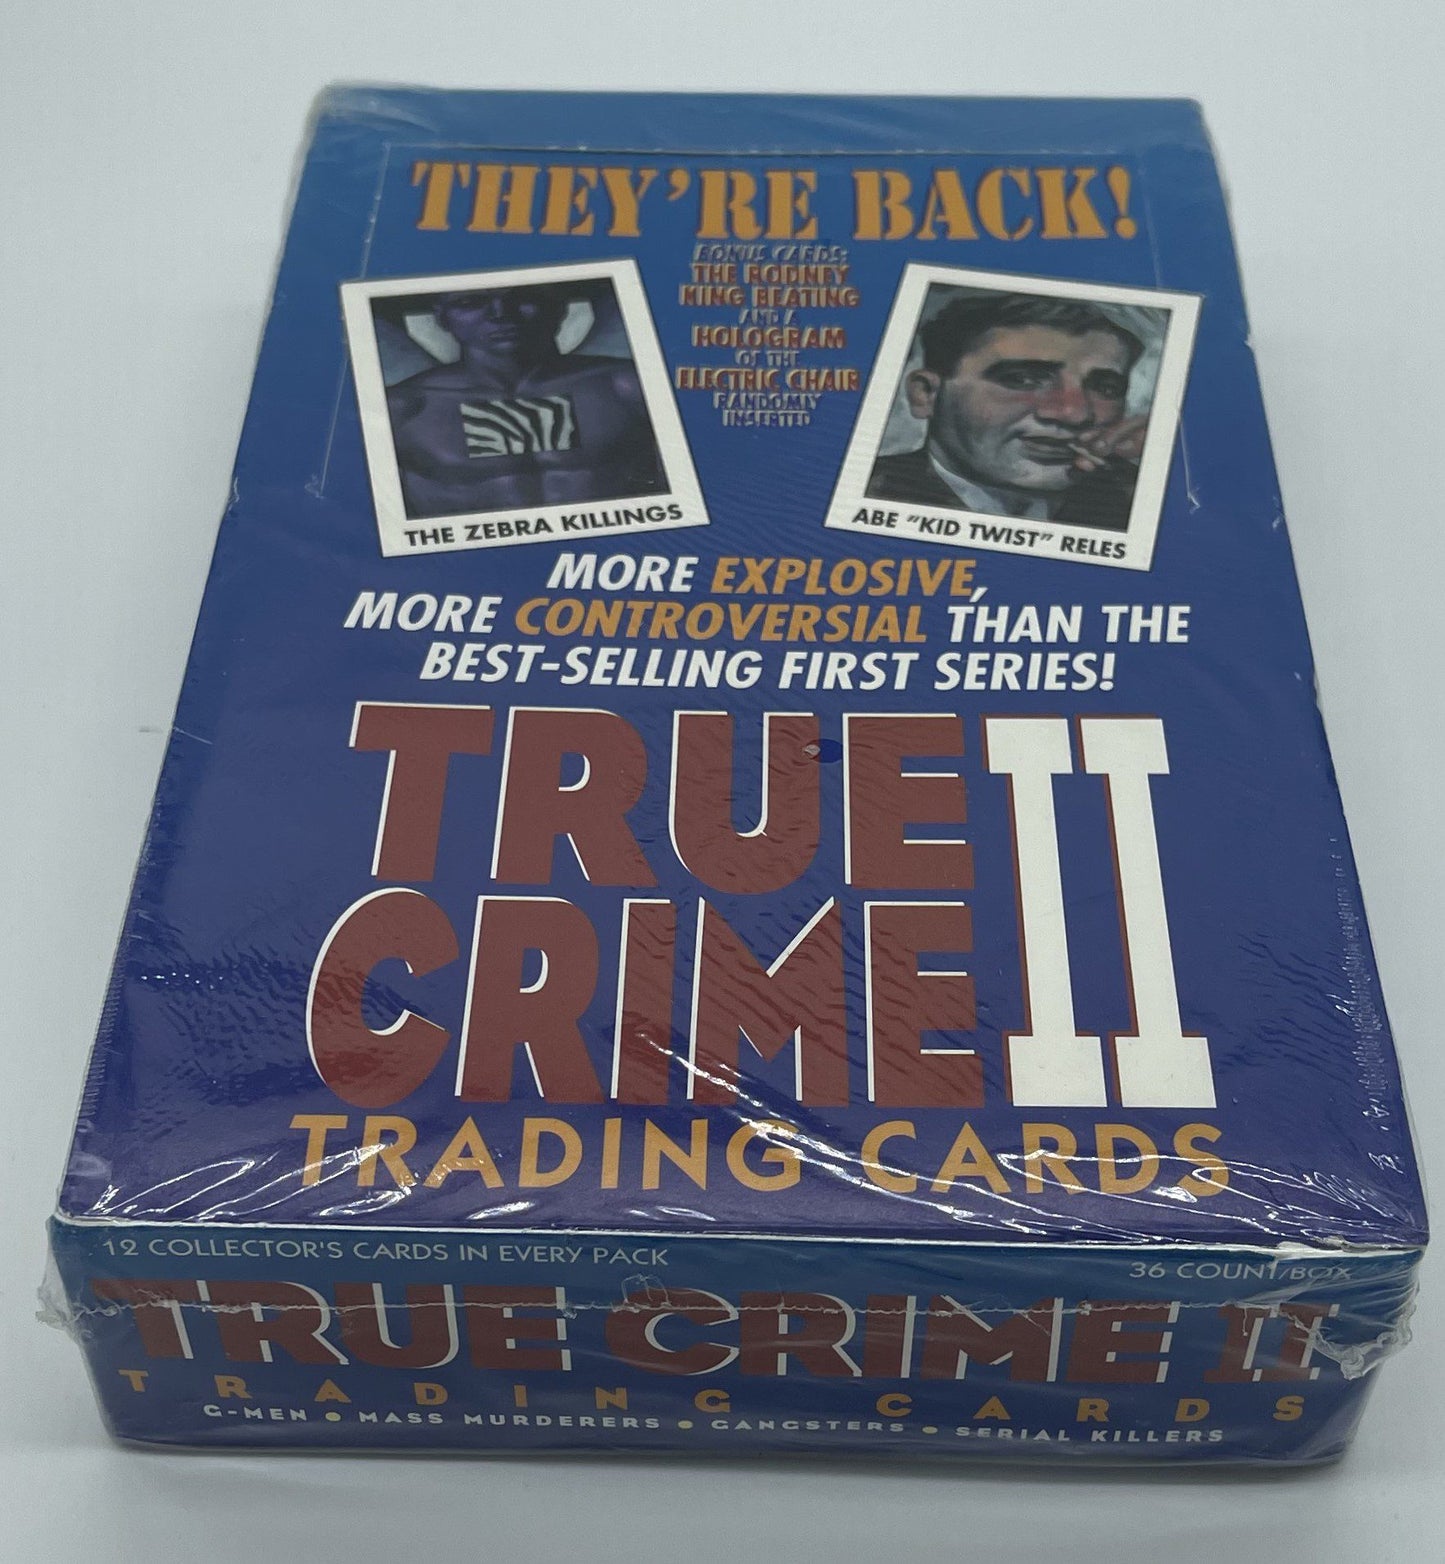 THEY'RE BACK!
BONUS CARDS:
THE RODNEY
KING BEATING
AND A
HOLOGRAM
OF THE
ELECTRIC CHAIR
RANDOMLY
INSERTED
THE ZEBRA KILLINGS
ABE "KID TWIST" RELES
MORE EXPLOSIVE,
MORE CONTROVERSIAL THAN THE
BEST-SELLING FIRST SERIES!
TRUE
CRIME II
TRADING CARDS
12 COLLECTOR'S CARDS IN EVERY PACK
36 COUNT/BOX
TRUE CRIME II
TRADING CARDS
G-MEN • MASS MURDERERS • GANGSTERS • SERIAL KILLERS